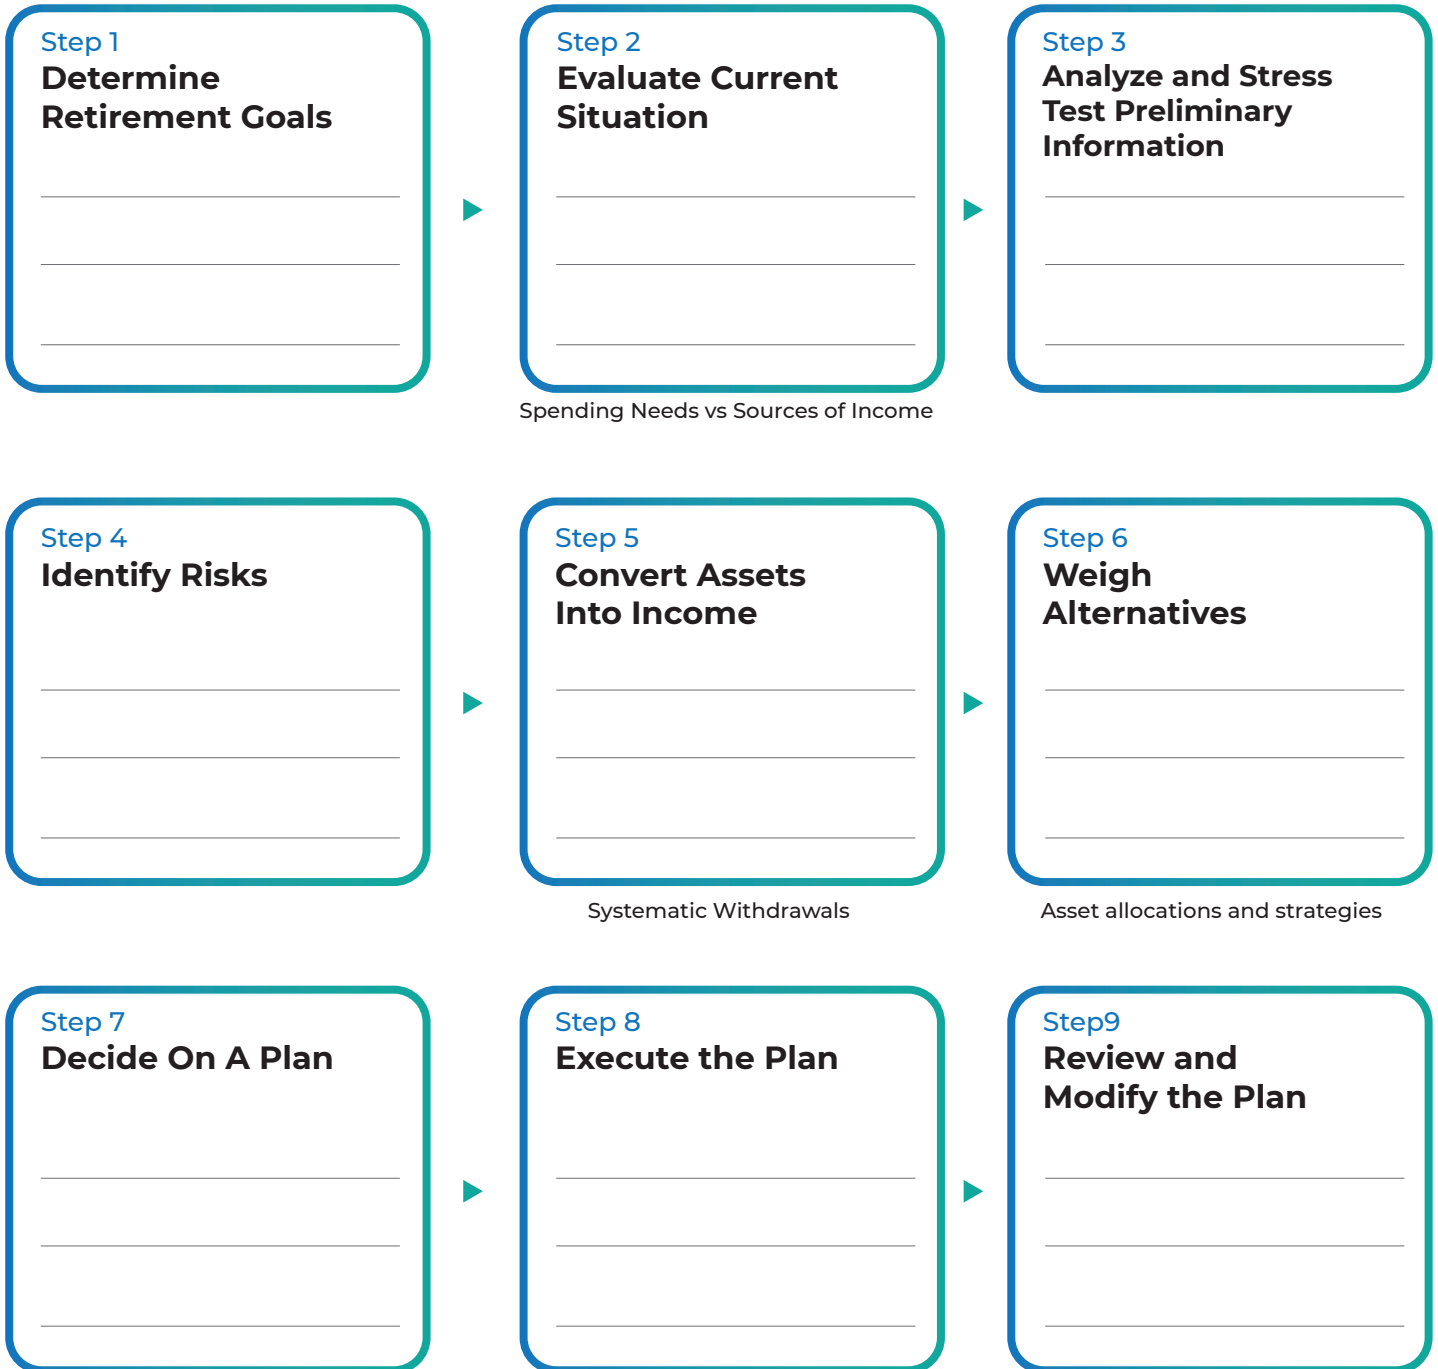 Step 1
Determine
Retirement Goals
Step 2
Evaluate Current
Situation
Spending Needs vs Sources of Income
Step 3
Analyze and Stress
Test Preliminary
Information
Step 4
Identify Risks
Step 5
Convert Assets
Into Income
Systematic Withdrawals
Step 6
Weigh
Alternatives
Asset allocations and strategies
Step 7
Decide On A Plan
Step 8
Execute the Plan
Step9
Review and
Modify the Plan